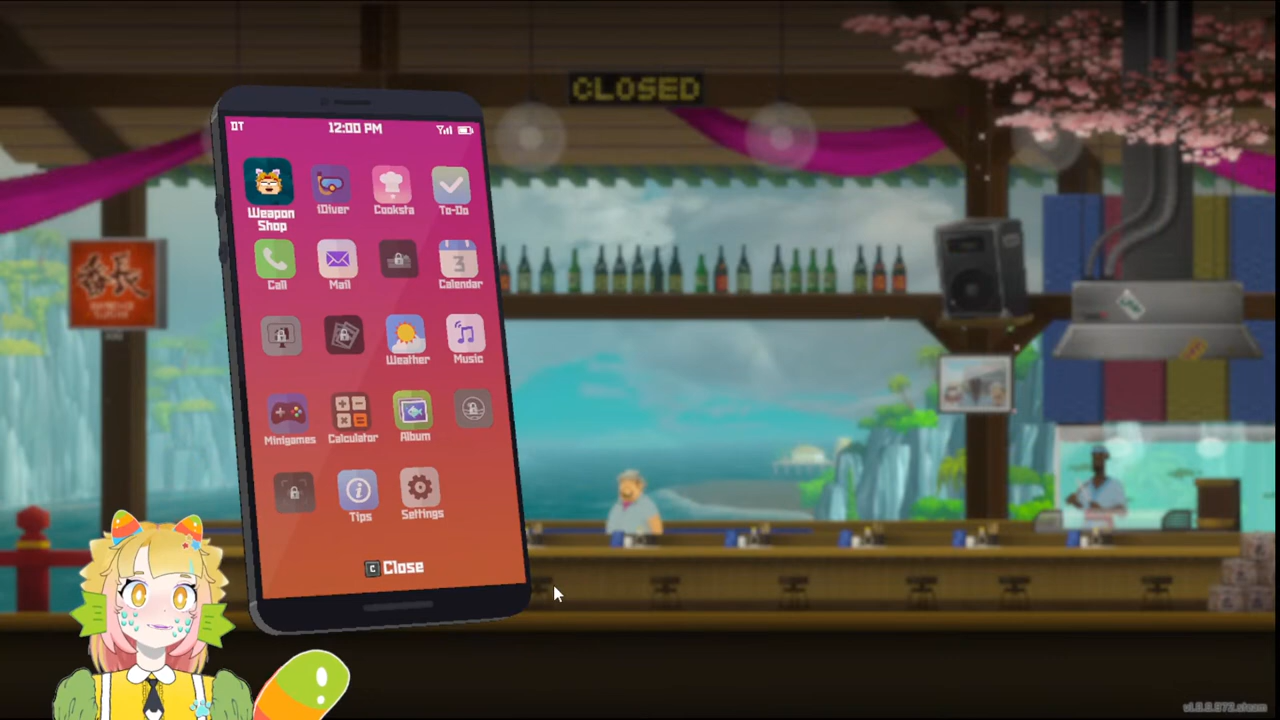 CLOSED
DT 12:00 PM
Weapon Shop
iDiver
Cooksta
To-Do
Call
Mail
3
Calendar
Weather
Music
Minigames
Calculator
Album
Tips
Settings
C Close